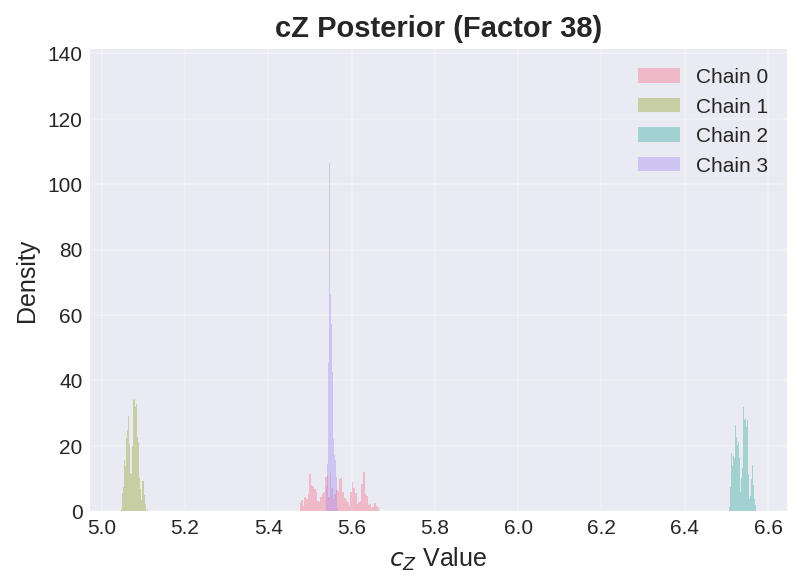 cZ Posterior (Factor 38)
140
120
100
80
60
40
20
0
Density
Chain 0
Chain 1
Chain 2
Chain 3
5.0 5.2 5.4 5.6 5.8 6.0 6.2 6.4 6.6
cZ Value